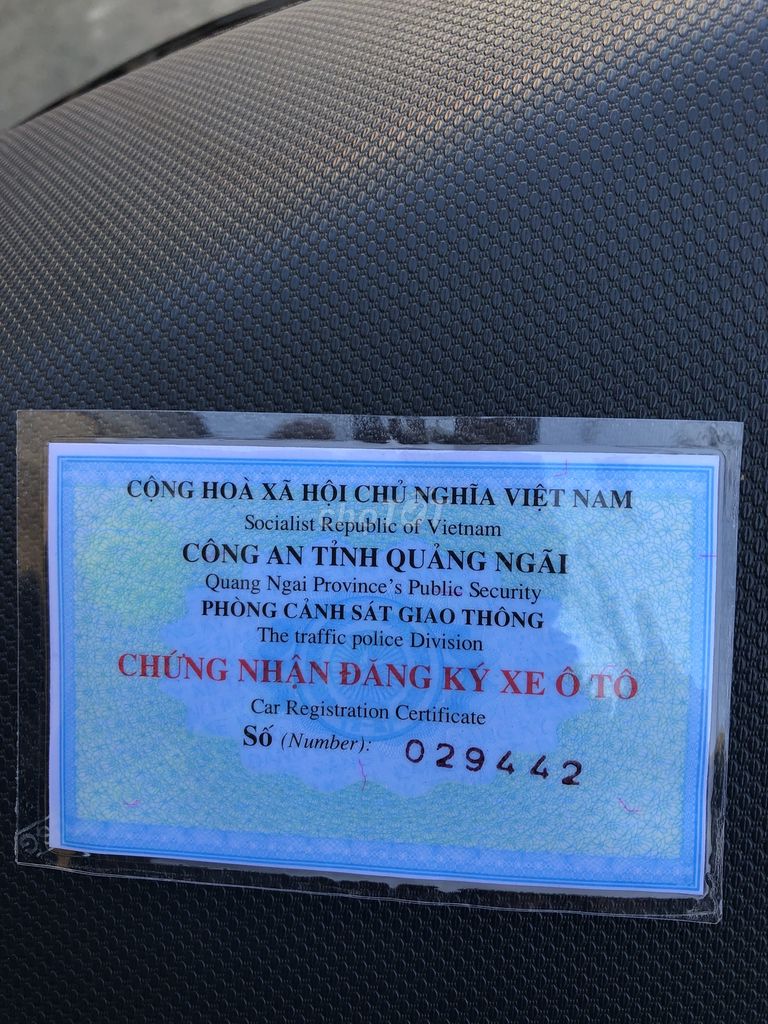 CỘNG HOÀ XÃ HỘI CHỦ NGHĨA VIỆT NAM
Socialist Republic of Vietnam
CÔNG AN TỈNH QUẢNG NGÃI
Quang Ngai Province's Public Security
PHÒNG CẢNH SÁT GIAO THÔNG
The traffic police Division
CHỨNG NHẬN ĐĂNG KÝ XE Ô TÔ
Car Registration Certificate
Số (Number): 029442